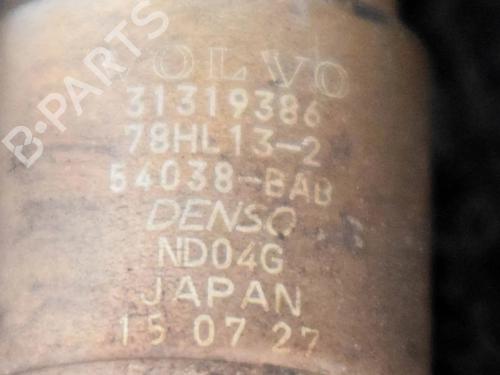 B-PARTS
VOLVO
31319386
78HL13-2
54038-BAB
DENSO
ND04G
JAPAN
15 07 27